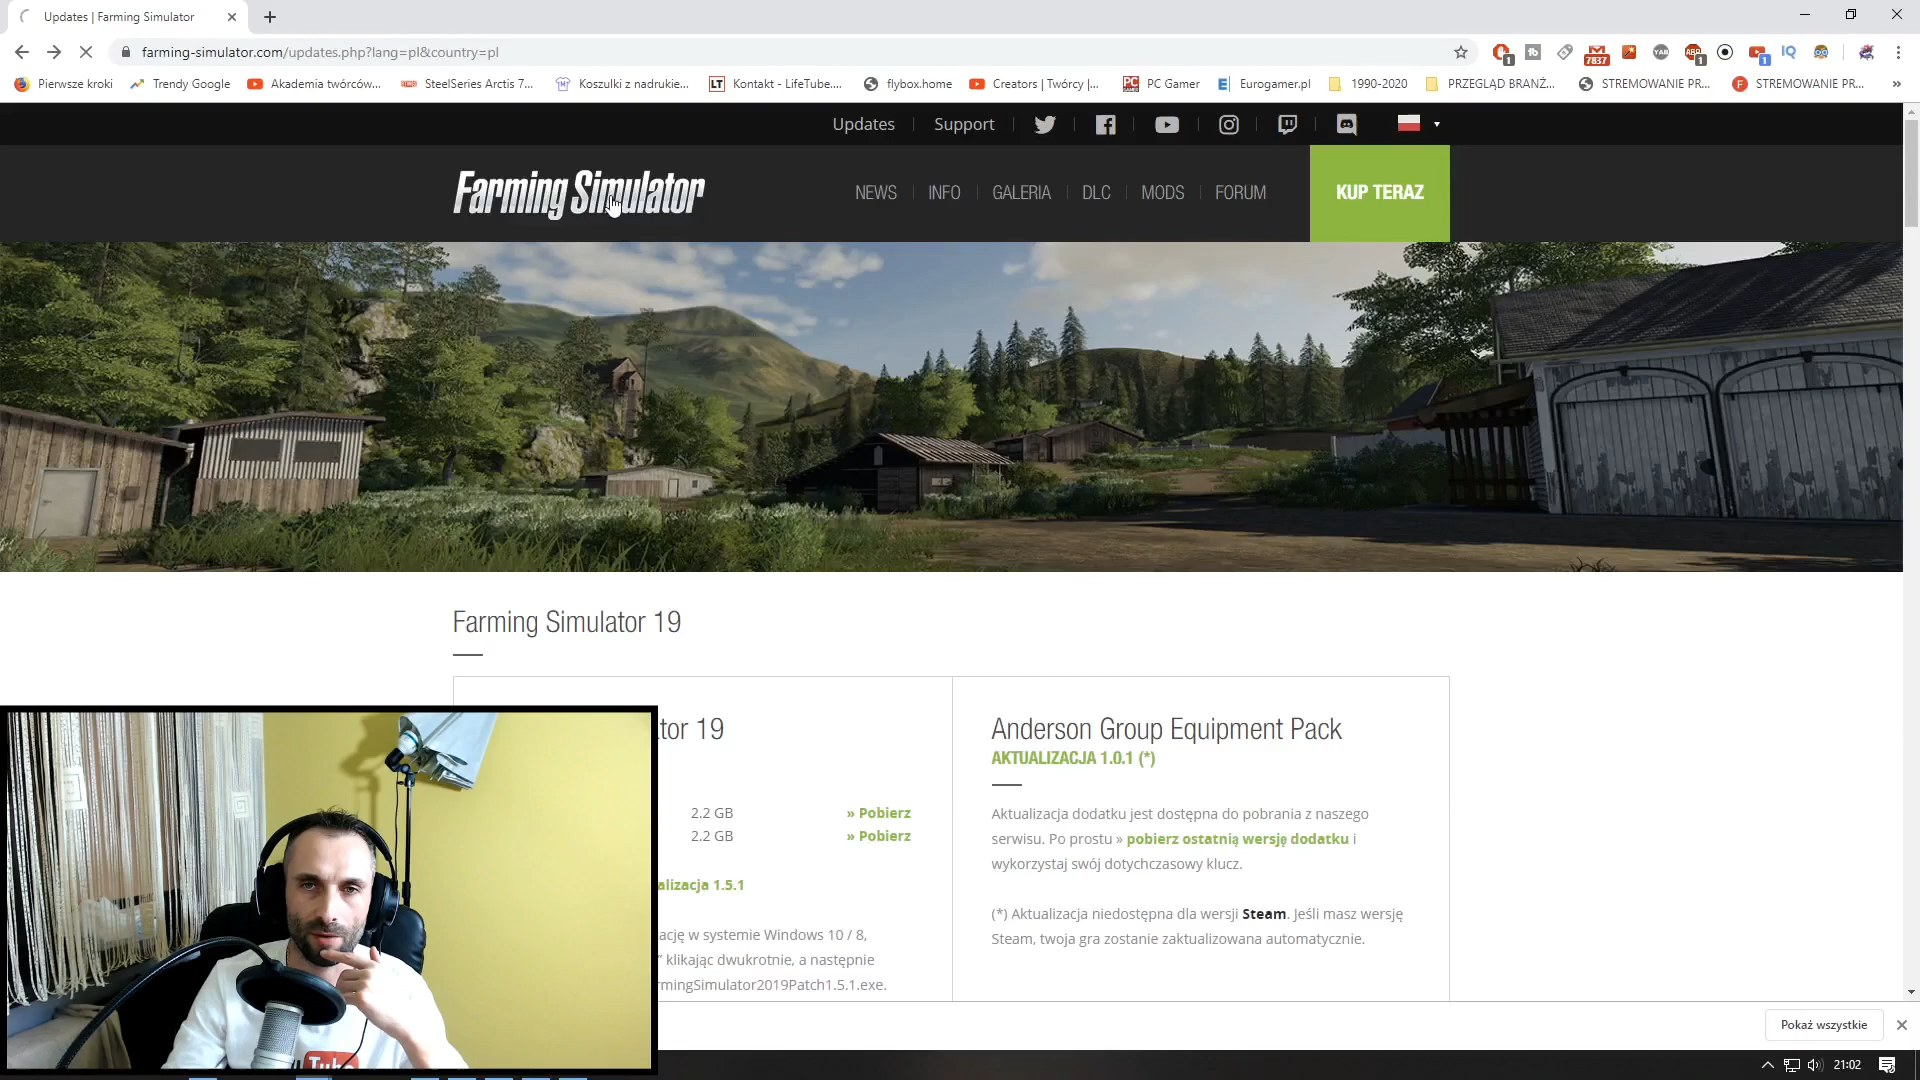 Updates | Farming Simulator
farming-simulator.com/updates.php?lang=pl&country=pl
1
7837
1
1
Pierwsze kroki
Trendy Google
Akademia twórców...
SteelSeries Arctis 7...
Koszulki z nadrukie...
Kontakt - LifeTube....
flybox.home
Creators | Twórcy |...
PC Gamer
Eurogamer.pl
1990-2020
PRZEGLĄD BRANŻ...
STREMOWANIE PR...
STREMOWANIE PR...
»
Updates
Support
Farming Simulator
NEWS
INFO
GALERIA
DLC
MODS
FORUM
KUP TERAZ
Farming Simulator 19
tor 19
2.2 GB » Pobierz
2.2 GB » Pobierz
alizacja 1.5.1
ację w systemie Windows 10 / 8,
" klikając dwukrotnie, a następnie
rmingSimulator2019Patch1.5.1.exe.
Anderson Group Equipment Pack
AKTUALIZACJA 1.0.1 (*)
Aktualizacja dodatku jest dostępna do pobrania z naszego
serwisu. Po prostu » pobierz ostatnią wersję dodatku i
wykorzystaj swój dotychczasowy klucz.
(*) Aktualizacja niedostępna dla wersji Steam. Jeśli masz wersję
Steam, twoja gra zostanie zaktualizowana automatycznie.
Tube
Pokaż wszystkie
21:02